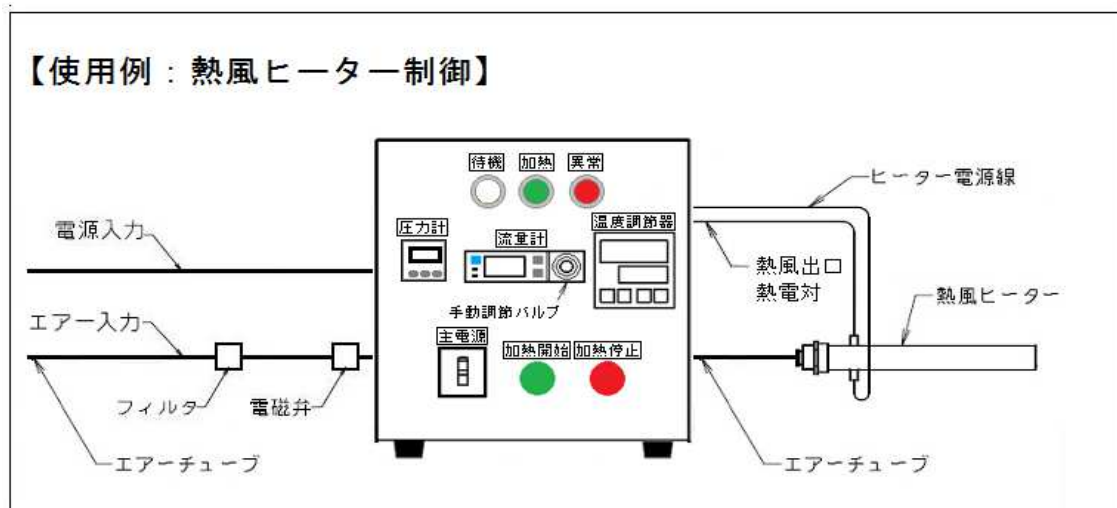 【使用例：熱風ヒーター制御】
待機 加熱 異常
ヒーター電源線
電源入力
圧力計
流量計
温度調節器
熱風出口
熱電対
熱風ヒーター
手動調節バルブ
エアー入力
主電源
加熱開始 加熱停止
フィルタ
電磁弁
エアーチューブ
エアーチューブ